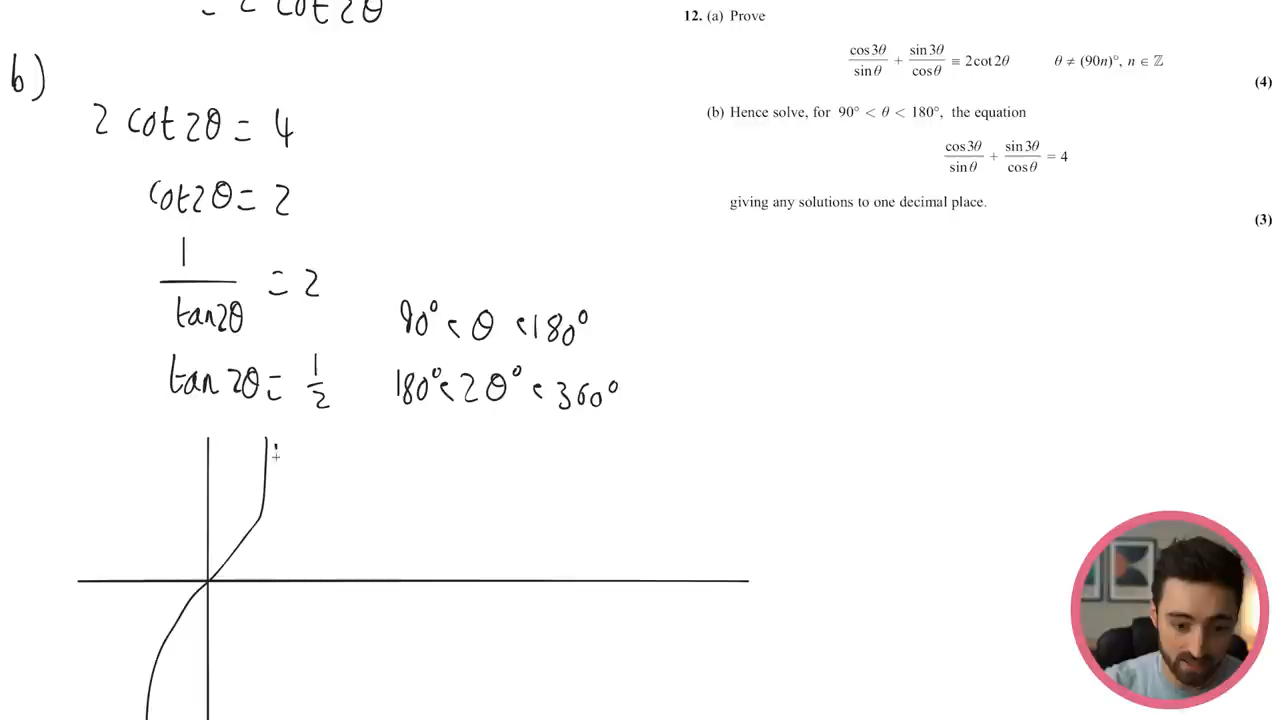 = 2 cot 2θ
b)
2 cot 2θ = 4
cot 2θ = 2
1
tan 2θ
= 2
tan 2θ = 1/2
90° < θ < 180°
180° < 2θ° < 360°
12. (a) Prove
cos 3θ/sin θ + sin 3θ/cos θ ≡ 2 cot 2θ θ ≠ (90n)°, n ∈ ℤ
(4)
(b) Hence solve, for 90° < θ < 180°, the equation
cos 3θ/sin θ + sin 3θ/cos θ = 4
giving any solutions to one decimal place.
(3)